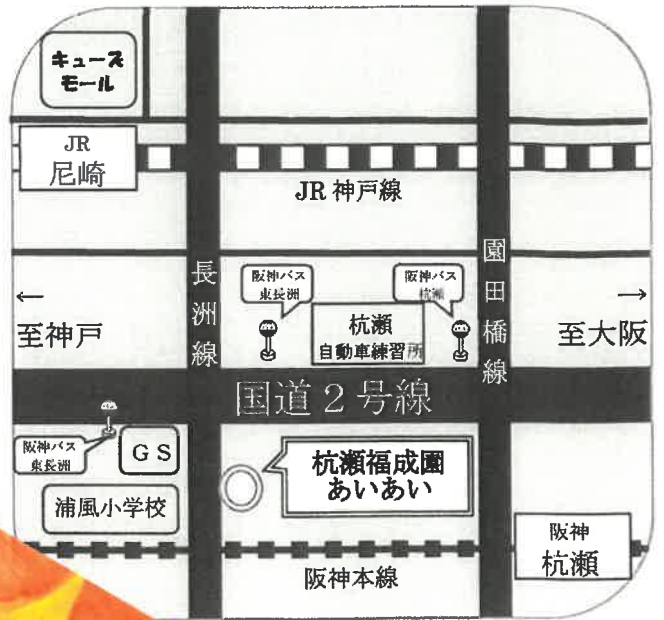 キューズ
モール
JR
尼崎
JR 神戸線
長洲線
園田橋線
阪神バス
東長洲
阪神バス
杭瀬
←
至神戸
杭瀬
自動車練習所
→
至大阪
国道2号線
阪神バス
東長洲
GS
杭瀬福成園
あいあい
浦風小学校
阪神
杭瀬
阪神本線